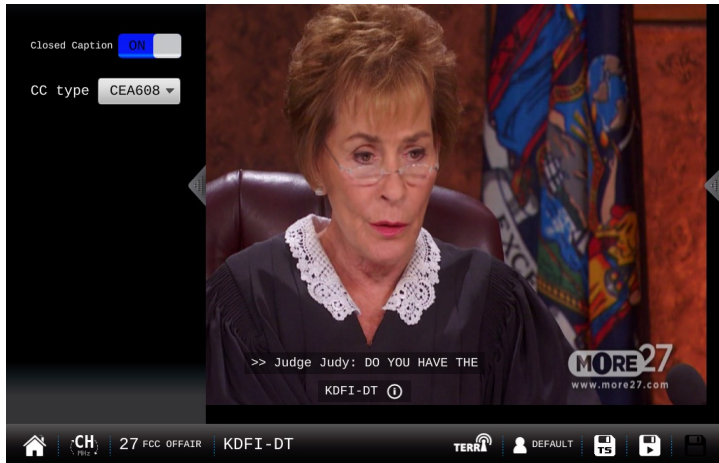 Closed Caption ON
CC type CEA608
EXC
>> Judge Judy: DO YOU HAVE THE
KDFI-DT
MORE27
www.more27.com
CH
MHz
27 FCC OFFAIR
KDFI-DT
TERR
DEFAULT
TS